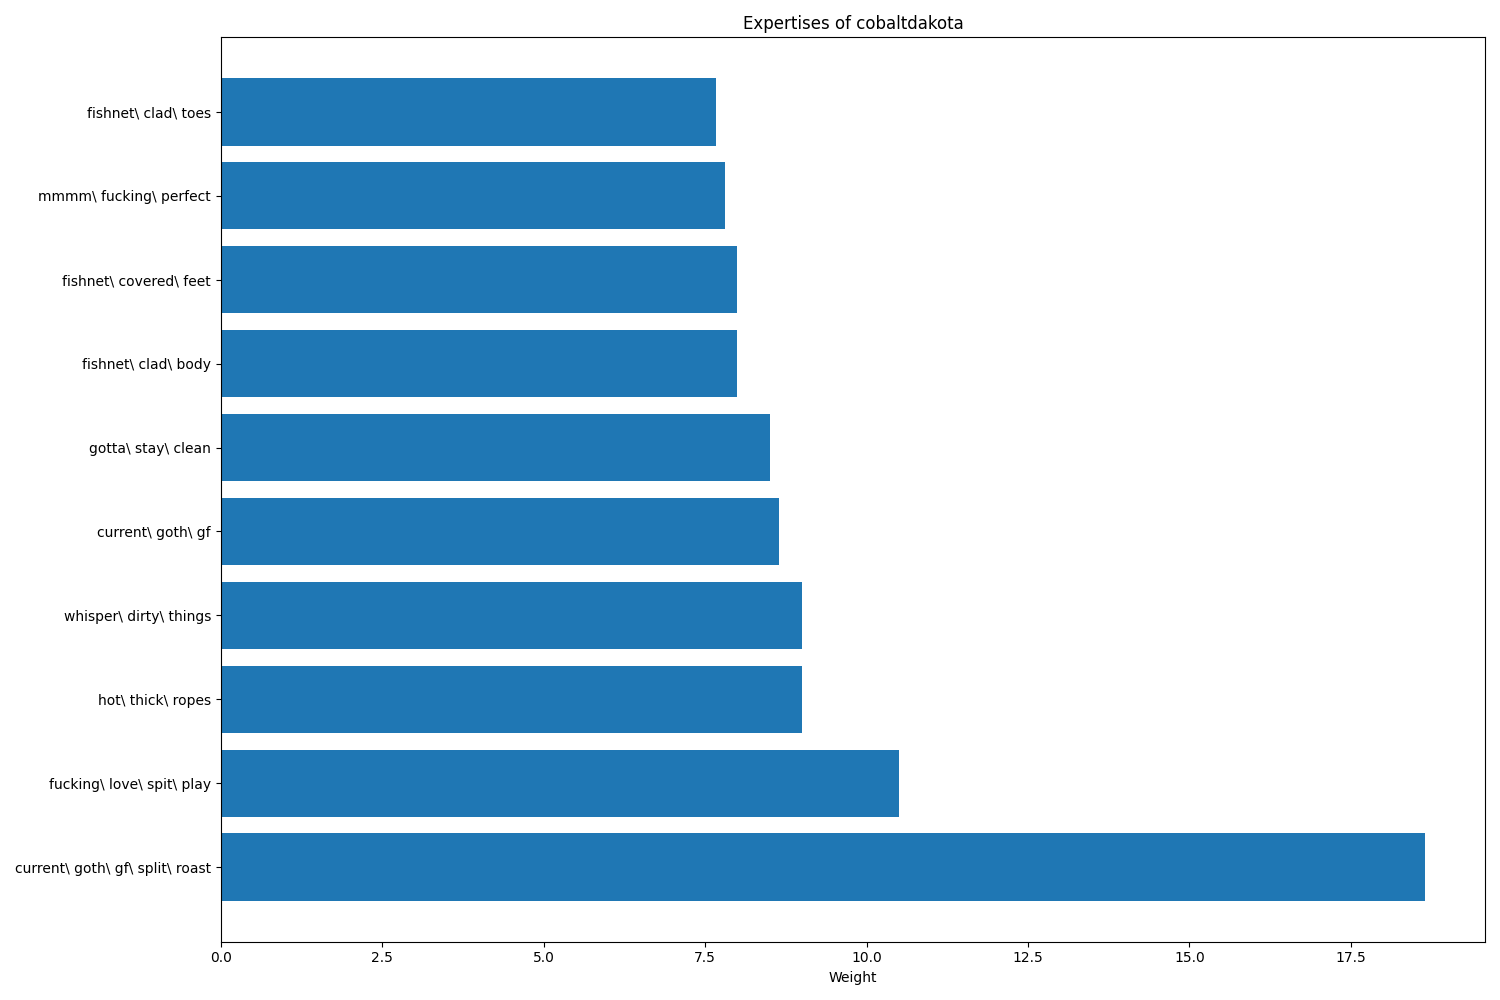 Expertises of cobaltdakota
fishnet\ clad\ toes
mmmm\ fucking\ perfect
fishnet\ covered\ feet
fishnet\ clad\ body
gotta\ stay\ clean
current\ goth\ gf
whisper\ dirty\ things
hot\ thick\ ropes
fucking\ love\ spit\ play
current\ goth\ gf\ split\ roast
0.0 2.5 5.0 7.5 10.0 12.5 15.0 17.5
Weight